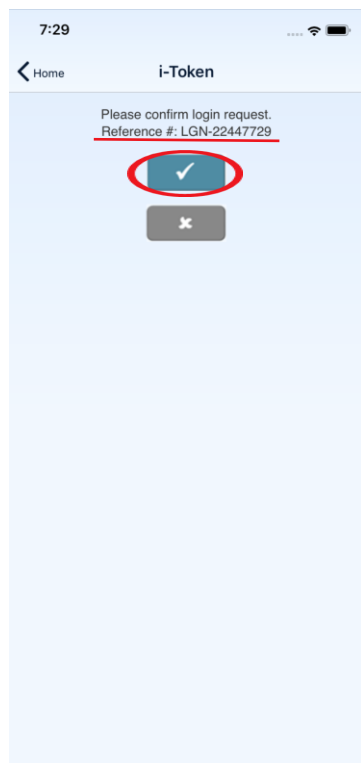 7:29
Home
i-Token
Please confirm login request.
Reference #: LGN-22447729